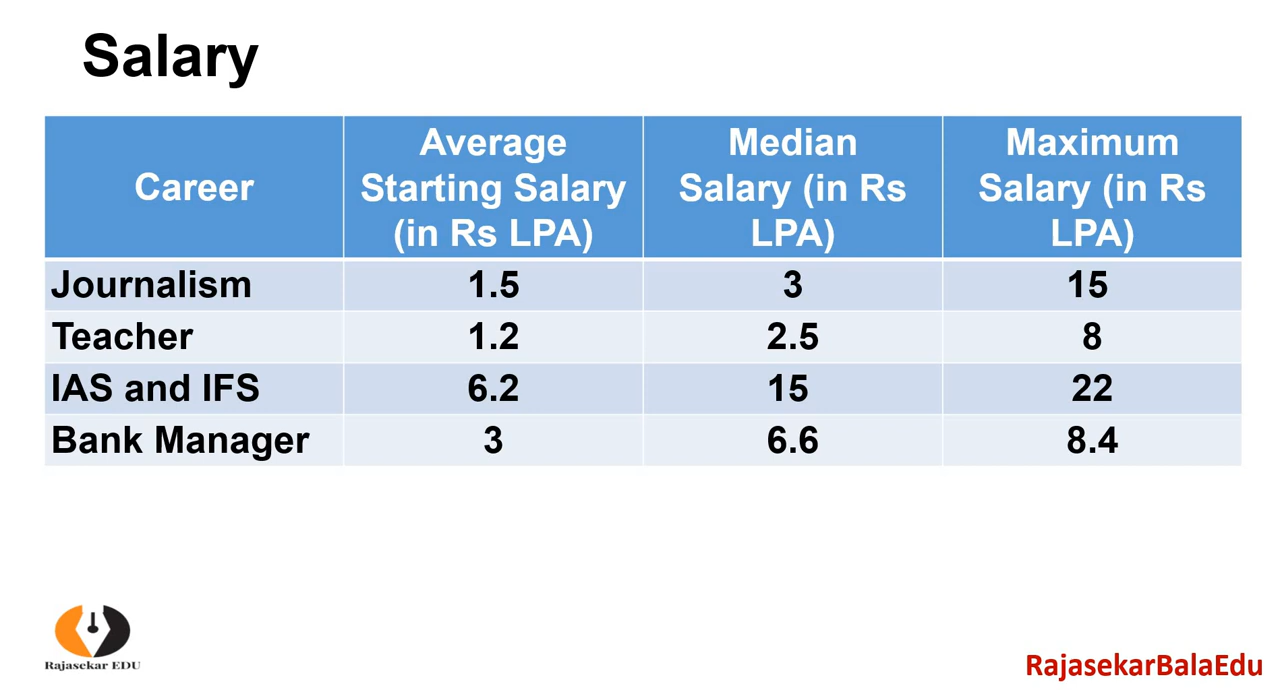 Salary
Career
Average
Starting Salary
(in Rs LPA)
Median
Salary (in Rs
LPA)
Maximum
Salary (in Rs
LPA)
Journalism 1.5 3 15
Teacher 1.2 2.5 8
IAS and IFS 6.2 15 22
Bank Manager 3 6.6 8.4
Rajasekar EDU
RajasekarBalaEdu